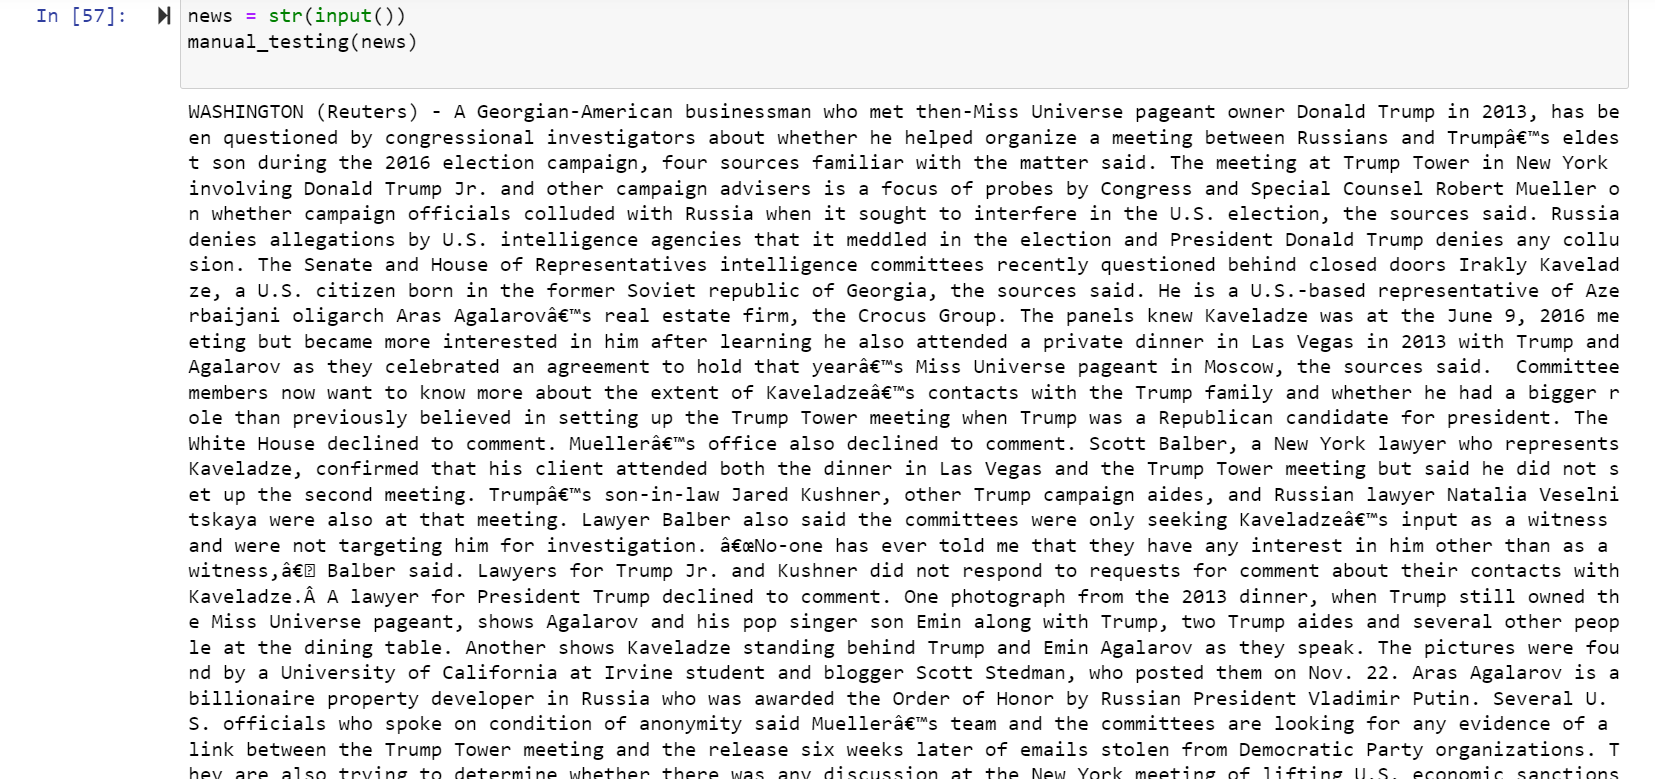 In [57]:
news = str(input())
manual_testing(news)
WASHINGTON (Reuters) - A Georgian-American businessman who met then-Miss Universe pageant owner Donald Trump in 2013, has be
en questioned by congressional investigators about whether he helped organize a meeting between Russians and Trumpâ€™s eldes
t son during the 2016 election campaign, four sources familiar with the matter said. The meeting at Trump Tower in New York
involving Donald Trump Jr. and other campaign advisers is a focus of probes by Congress and Special Counsel Robert Mueller o
n whether campaign officials colluded with Russia when it sought to interfere in the U.S. election, the sources said. Russia
denies allegations by U.S. intelligence agencies that it meddled in the election and President Donald Trump denies any collu
sion. The Senate and House of Representatives intelligence committees recently questioned behind closed doors Irakly Kavelad
ze, a U.S. citizen born in the former Soviet republic of Georgia, the sources said. He is a U.S.-based representative of Aze
rbaijani oligarch Aras Agalarovâ€™s real estate firm, the Crocus Group. The panels knew Kaveladze was at the June 9, 2016 me
eting but became more interested in him after learning he also attended a private dinner in Las Vegas in 2013 with Trump and
Agalarov as they celebrated an agreement to hold that yearâ€™s Miss Universe pageant in Moscow, the sources said.  Committee
members now want to know more about the extent of Kaveladzeâ€™s contacts with the Trump family and whether he had a bigger r
ole than previously believed in setting up the Trump Tower meeting when Trump was a Republican candidate for president. The
White House declined to comment. Muellerâ€™s office also declined to comment. Scott Balber, a New York lawyer who represents
Kaveladze, confirmed that his client attended both the dinner in Las Vegas and the Trump Tower meeting but said he did not s
et up the second meeting. Trumpâ€™s son-in-law Jared Kushner, other Trump campaign aides, and Russian lawyer Natalia Veselni
tskaya were also at that meeting. Lawyer Balber also said the committees were only seeking Kaveladzeâ€™s input as a witness
and were not targeting him for investigation. â€œNo-one has ever told me that they have any interest in him other than as a
witness,â€ Balber said. Lawyers for Trump Jr. and Kushner did not respond to requests for comment about their contacts with
Kaveladze.Â A lawyer for President Trump declined to comment. One photograph from the 2013 dinner, when Trump still owned th
e Miss Universe pageant, shows Agalarov and his pop singer son Emin along with Trump, two Trump aides and several other peop
le at the dining table. Another shows Kaveladze standing behind Trump and Emin Agalarov as they speak. The pictures were fou
nd by a University of California at Irvine student and blogger Scott Stedman, who posted them on Nov. 22. Aras Agalarov is a
billionaire property developer in Russia who was awarded the Order of Honor by Russian President Vladimir Putin. Several U.
S. officials who spoke on condition of anonymity said Muellerâ€™s team and the committees are looking for any evidence of a
link between the Trump Tower meeting and the release six weeks later of emails stolen from Democratic Party organizations. T
hey are also trying to determine whether there was any discussion at the New York meeting of lifting U.S. economic sanctions